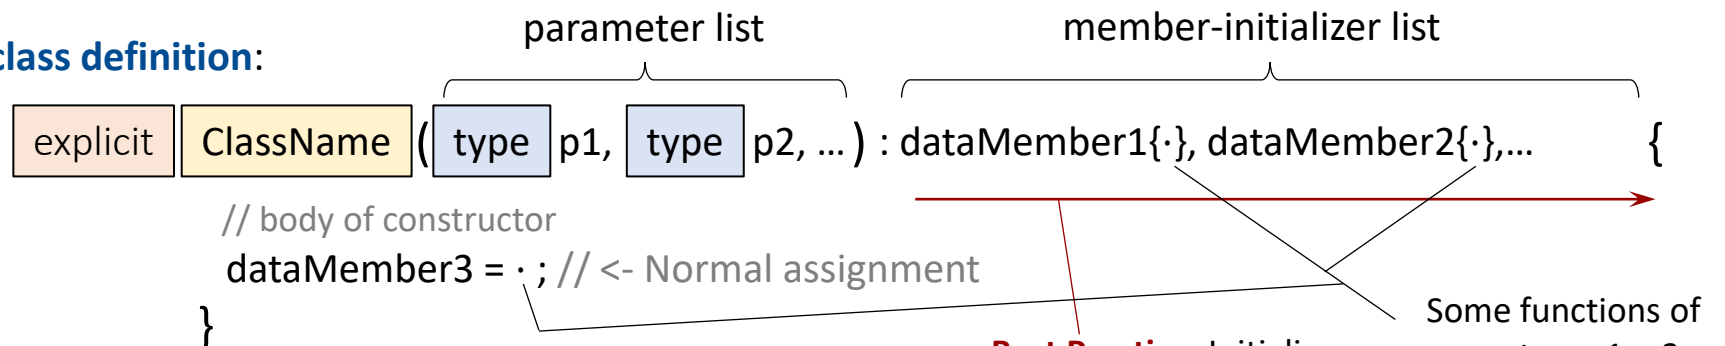 parameter list member-initializer list
class definition:
explicit ClassName ( type p1, type p2, … ) : dataMember1{·}, dataMember2{·},… {
// body of constructor
dataMember3 = · ; // <- Normal assignment
}
Some functions of